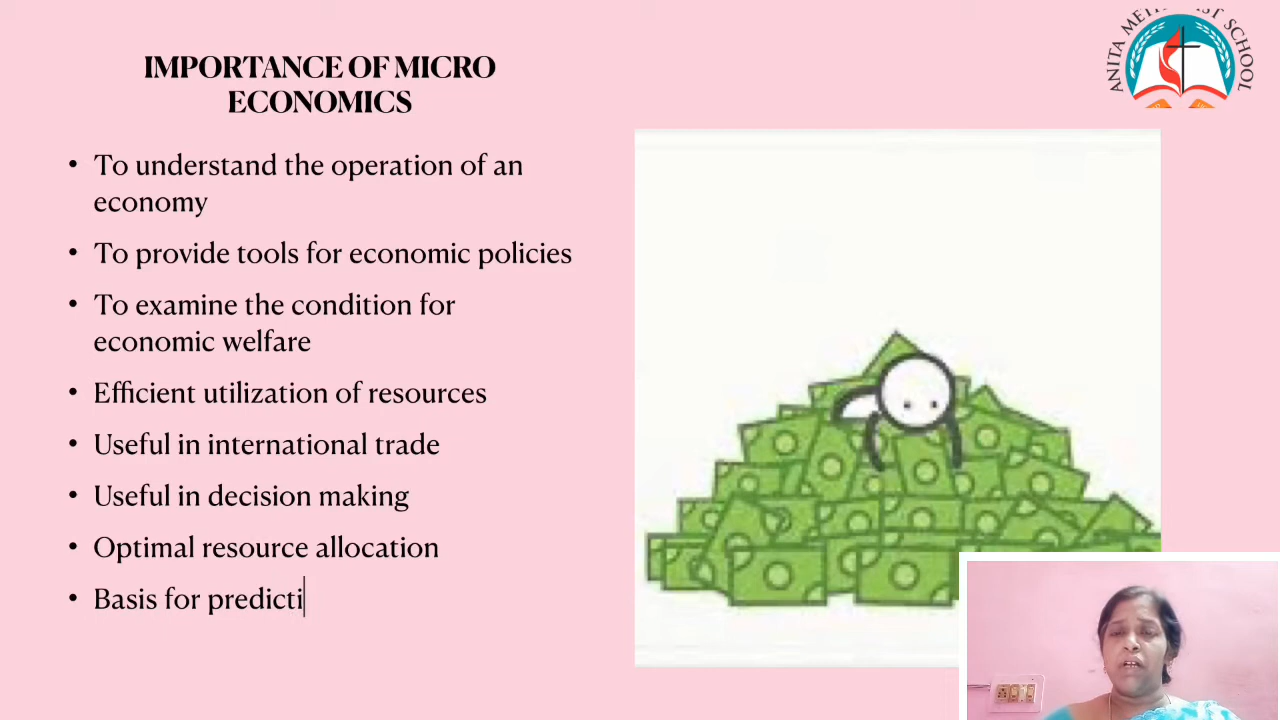 IMPORTANCE OF MICRO
ECONOMICS
• To understand the operation of an
economy
• To provide tools for economic policies
• To examine the condition for
economic welfare
• Efficient utilization of resources
• Useful in international trade
• Useful in decision making
• Optimal resource allocation
• Basis for predicti
ANITA SCHOOL